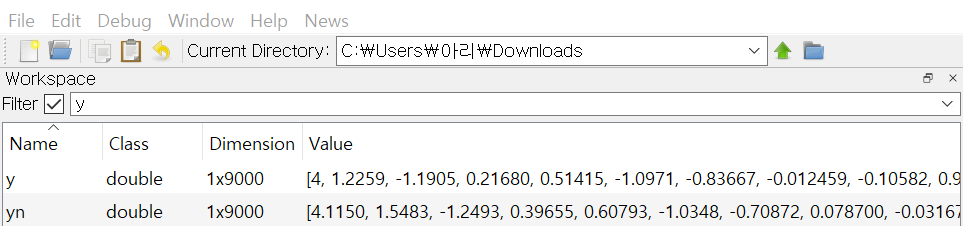 File Edit Debug Window Help News
Current Directory: C:₩Users₩아리₩Downloads
Workspace
Filter y
Name Class Dimension Value
y double 1x9000 [4, 1.2259, -1.1905, 0.21680, 0.51415, -1.0971, -0.83667, -0.012459, -0.10582, 0.9
yn double 1x9000 [4.1150, 1.5483, -1.2493, 0.39655, 0.60793, -1.0348, -0.70872, 0.078700, -0.03167